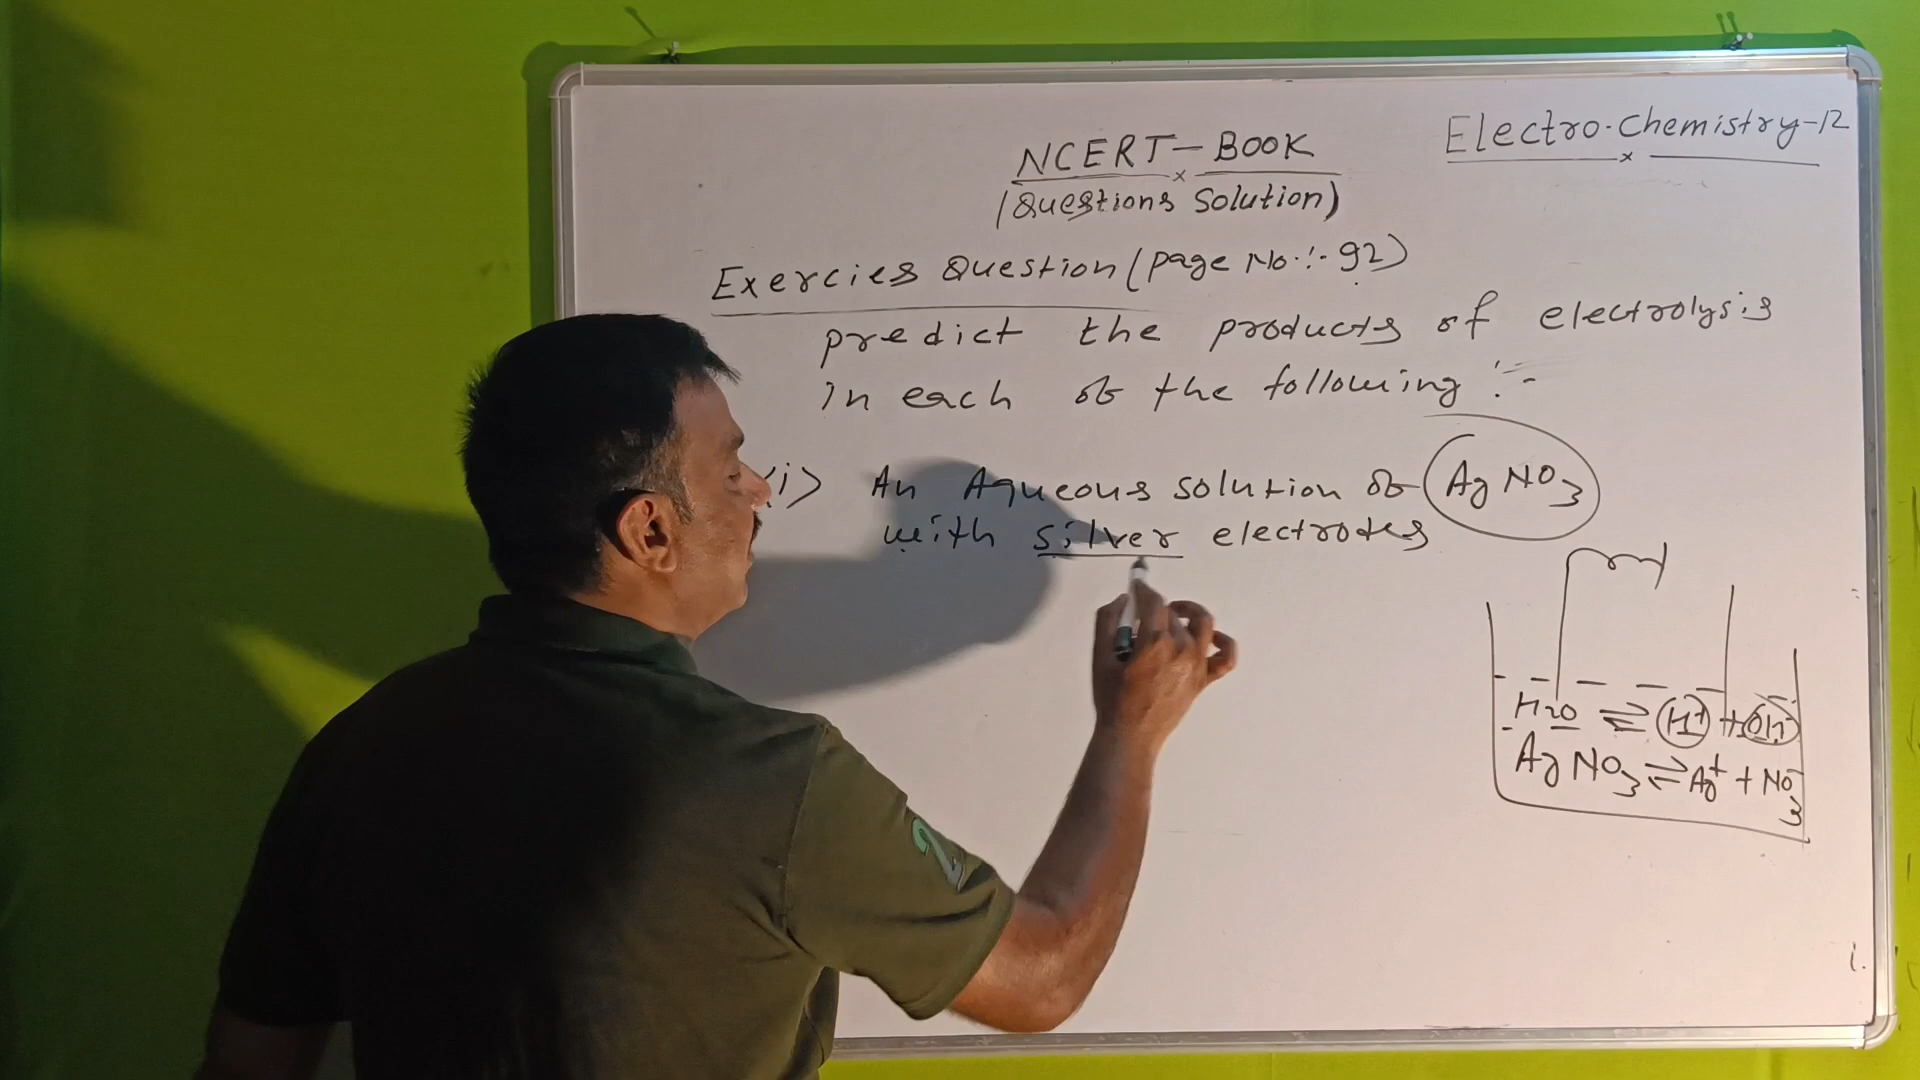 Electro-Chemistry-12
NCERT-BOOK
(Questions Solution)
Exercies Question (page No:- 92)
predict the products of electrolysis
in each of the following :-
(i) An Aqueous solution of AgNO3
with silver electrodes
H2O ⇌ H+ + OH-
AgNO3 ⇌ Ag+ + NO3-
2